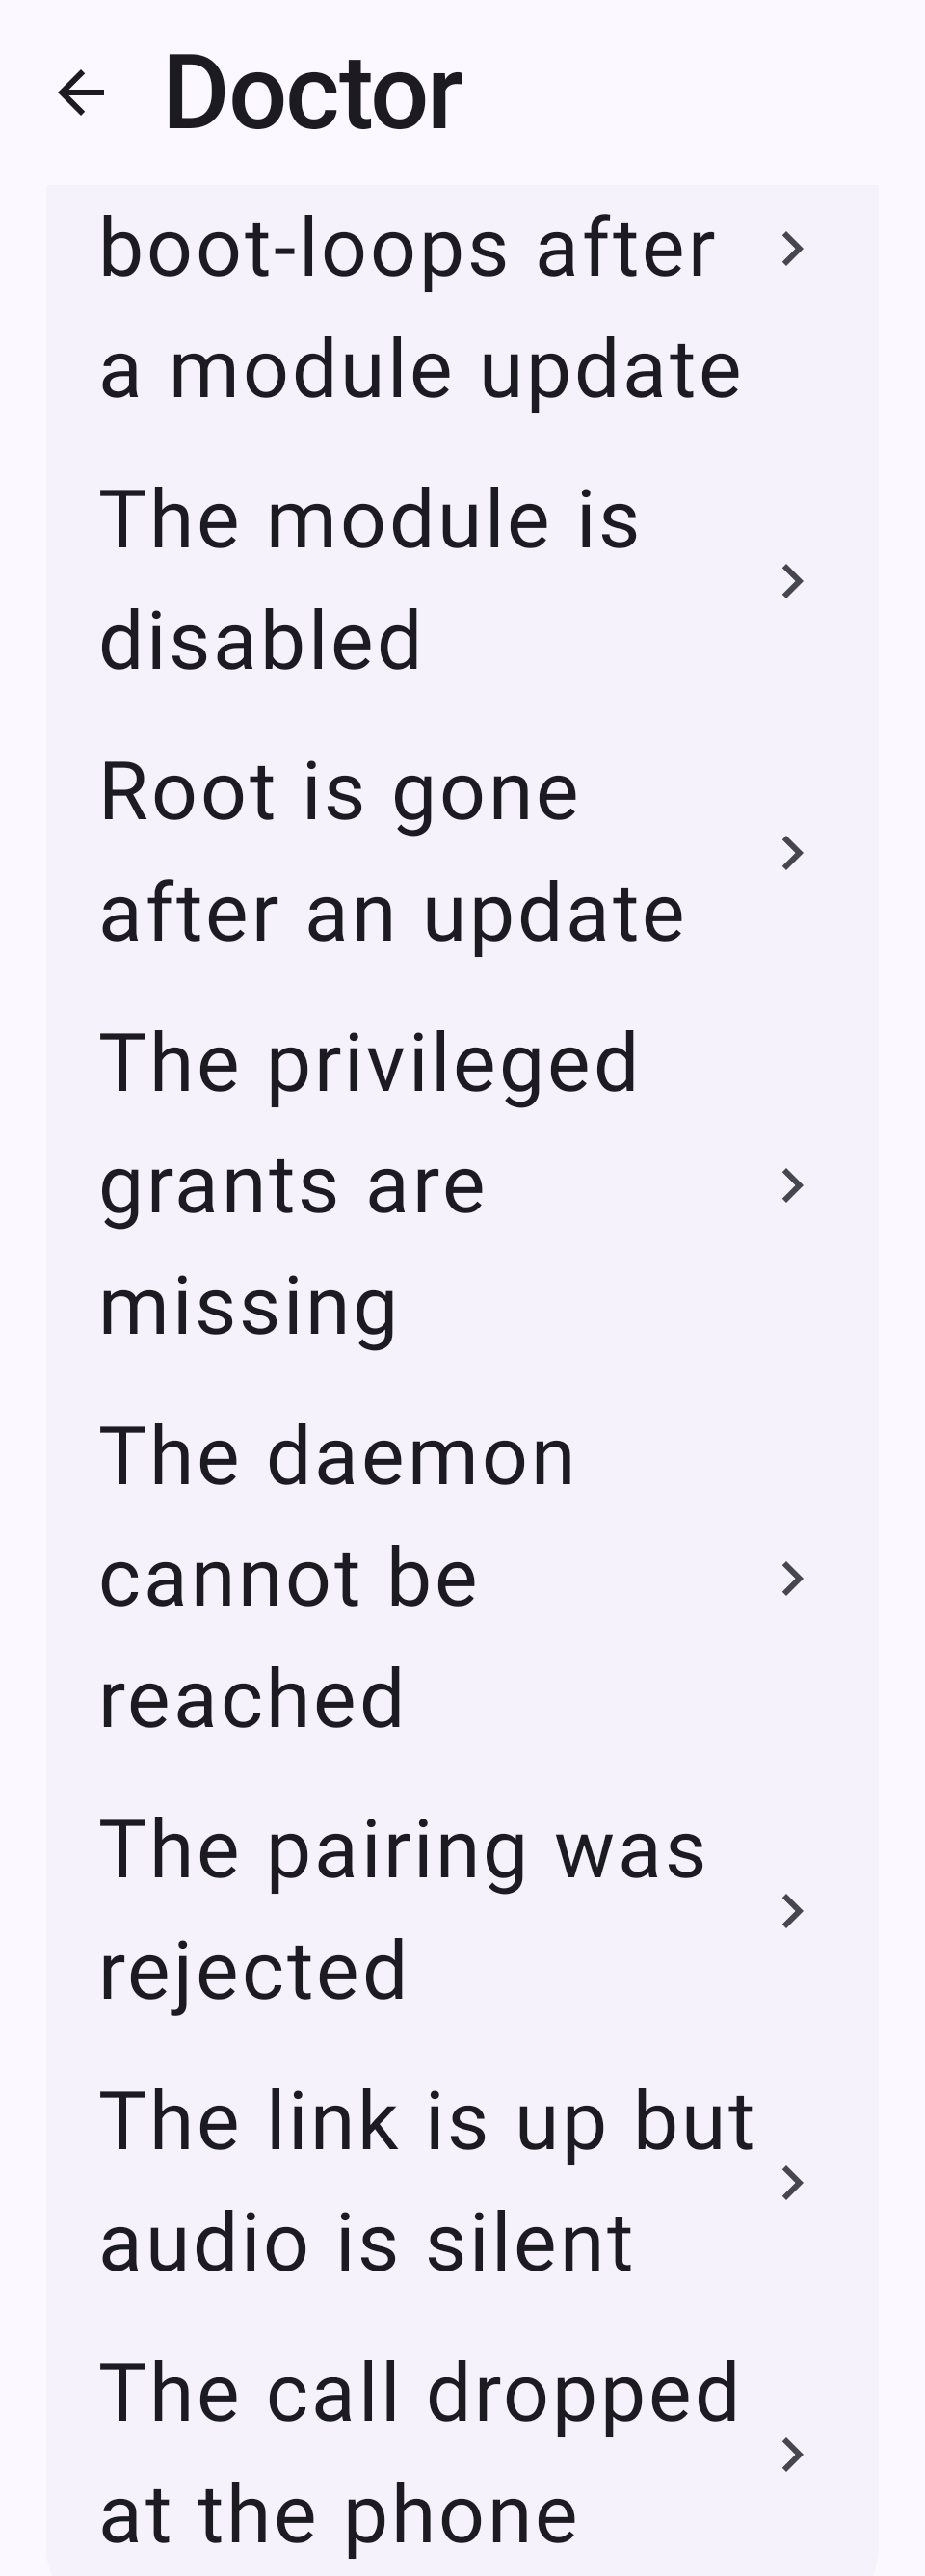 Doctor
boot-loops after
a module update
The module is
disabled
Root is gone
after an update
The privileged
grants are
missing
The daemon
cannot be
reached
The pairing was
rejected
The link is up but
audio is silent
The call dropped
at the phone